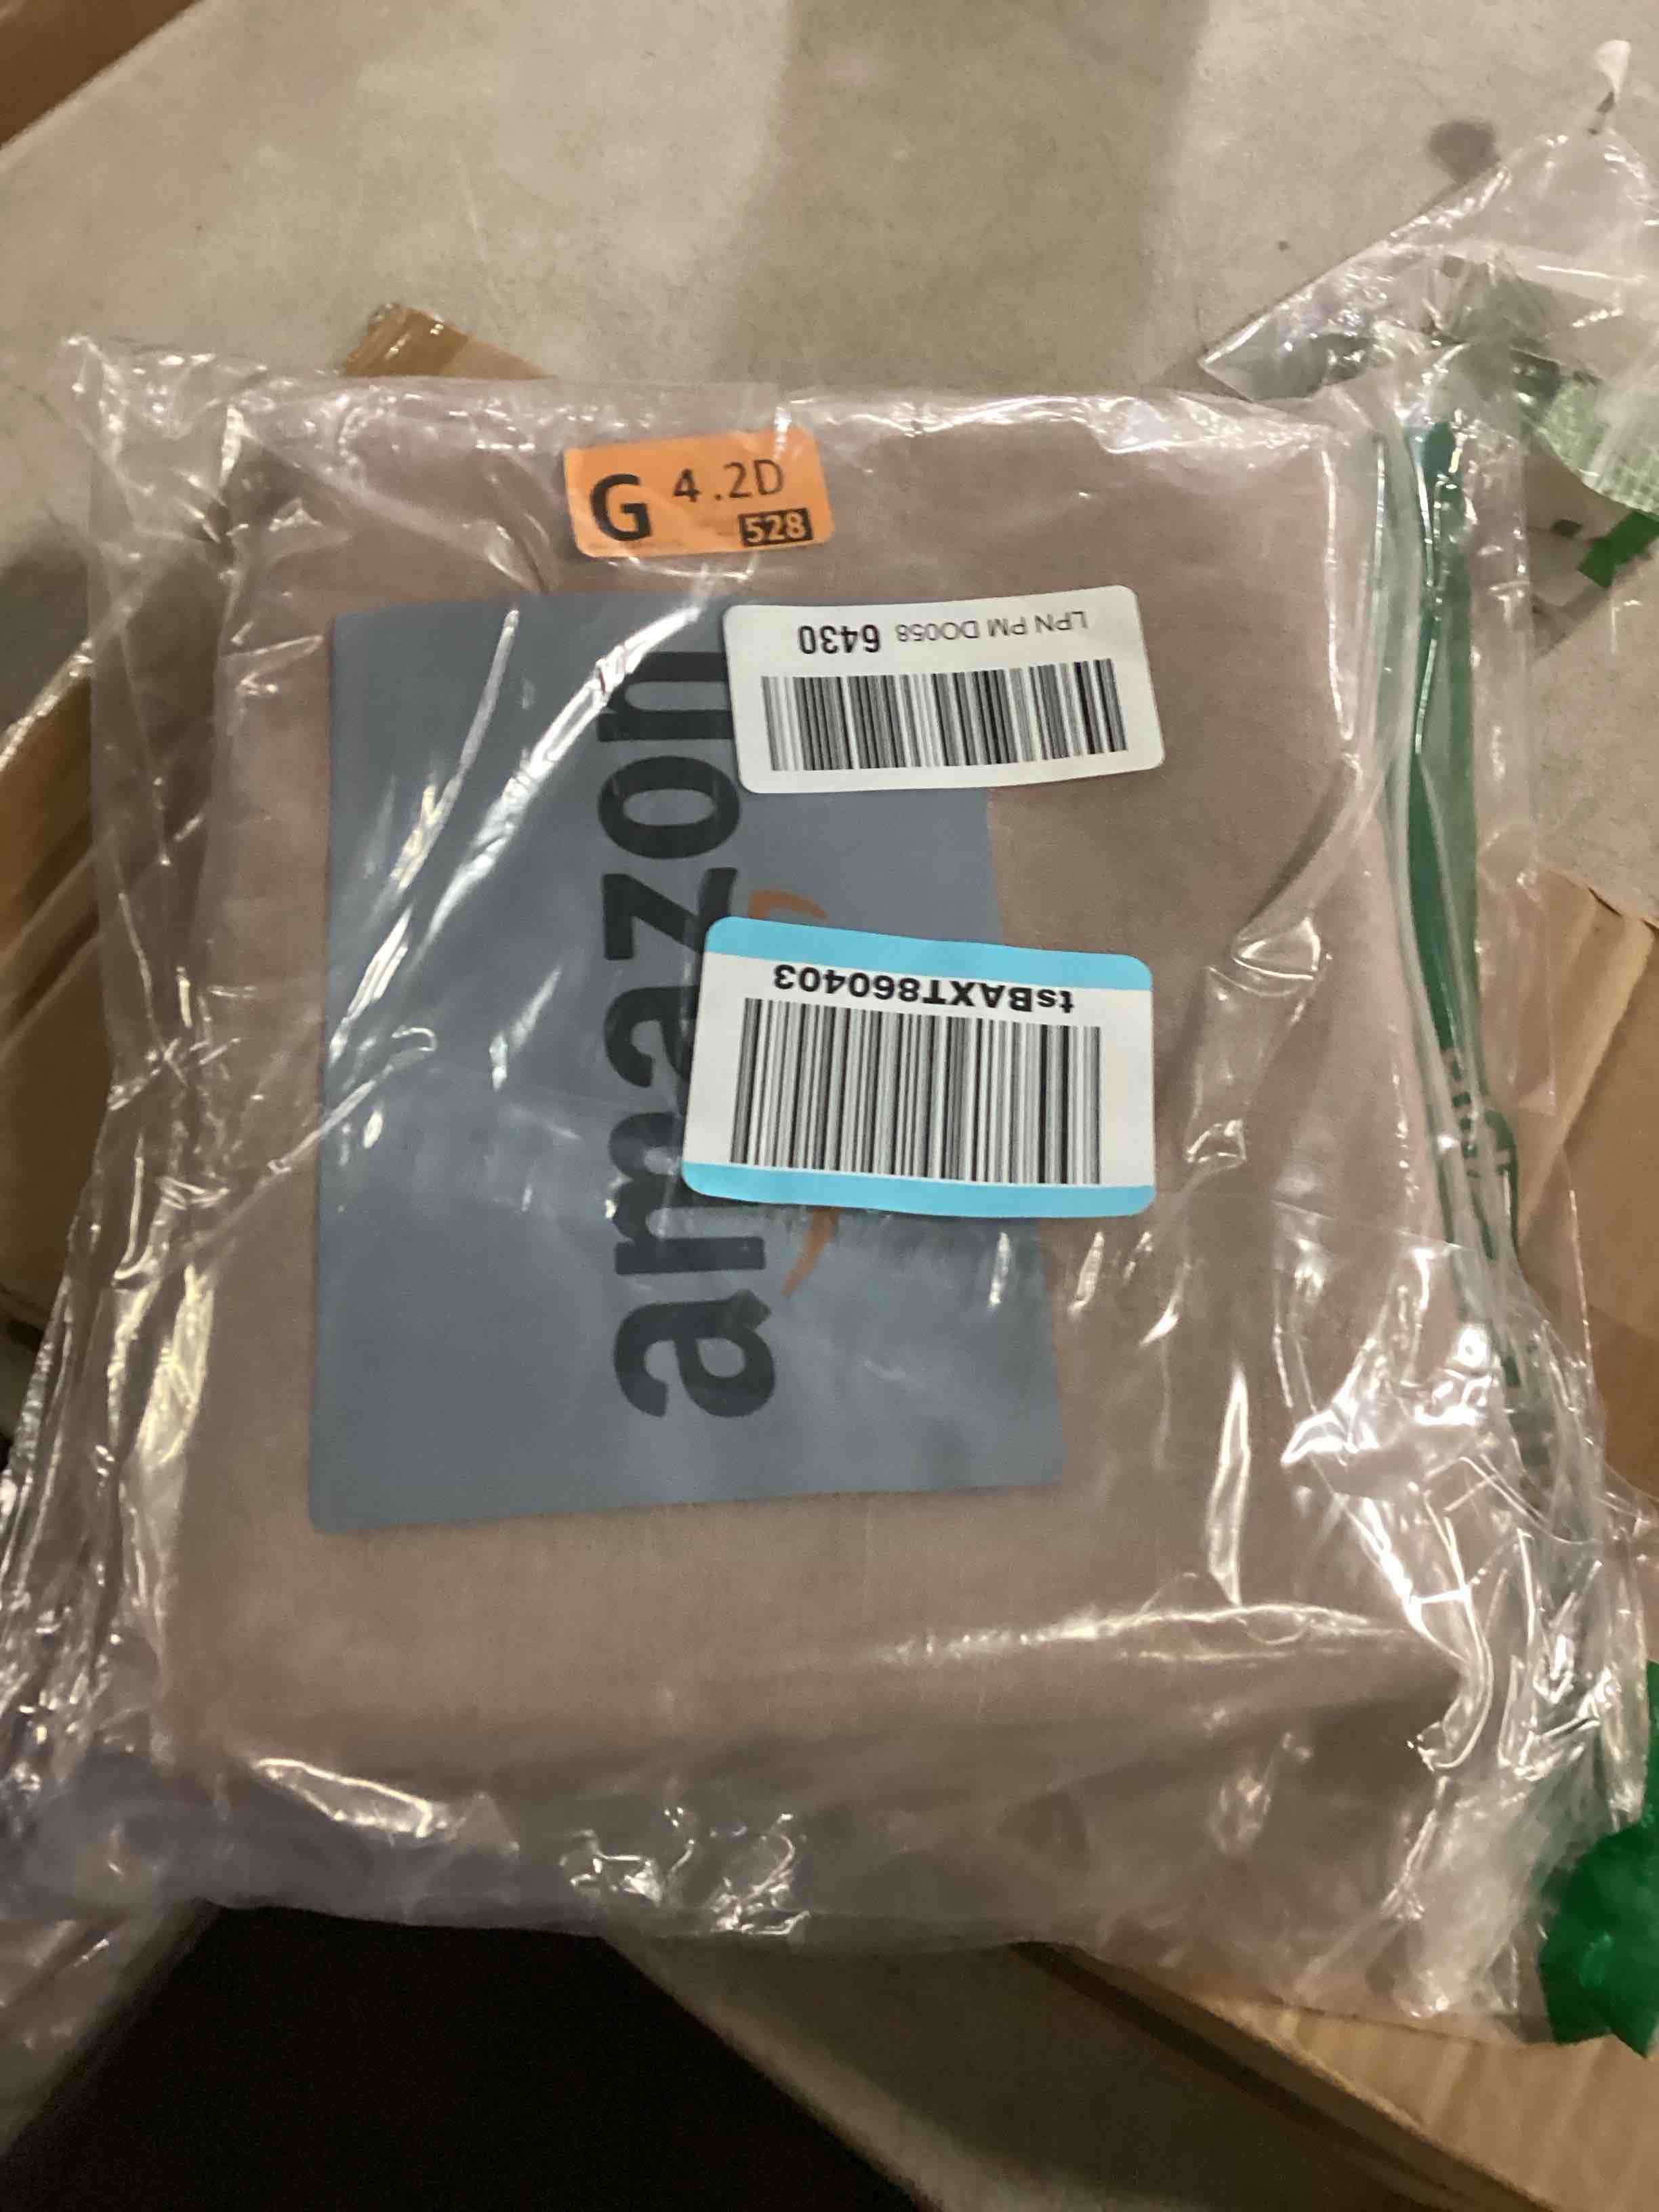 G 4.2D
528
LPN PM DO058 6430
amazon
tsBAXT860403